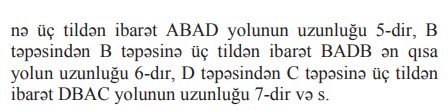 nə üç tildən ibarət ABAD yolunun uzunluğu 5-dir, B
təpəsindən B təpəsinə üç tildən ibarət BADB ən qısa
yolun uzunluğu 6-dır, D təpəsindən C təpəsinə üç tildən
ibarət DBAC yolunun uzunluğu 7-dir və s.